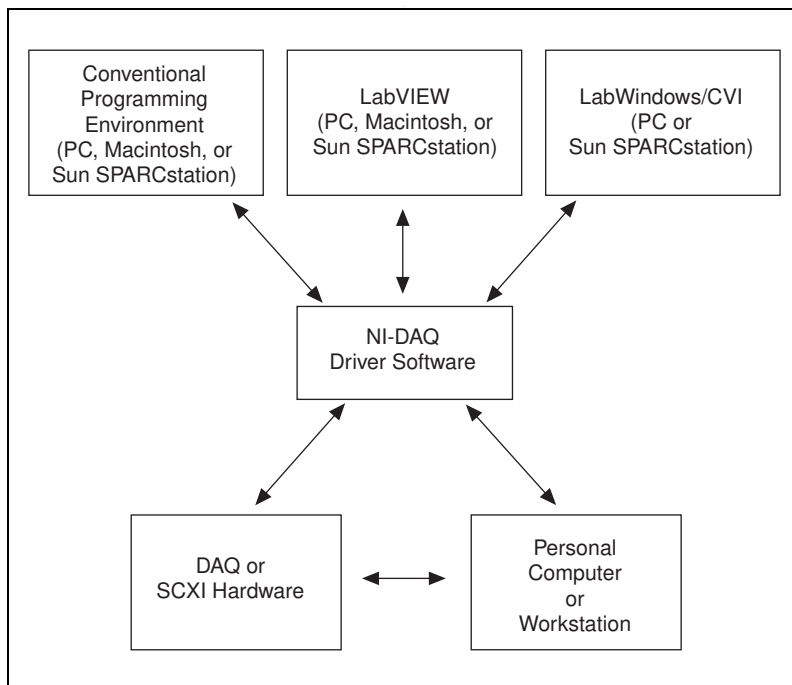 Conventional
Programming
Environment
(PC, Macintosh, or
Sun SPARCstation)
LabVIEW
(PC, Macintosh, or
Sun SPARCstation)
LabWindows/CVI
(PC or
Sun SPARCstation)
NI-DAQ
Driver Software
DAQ or
SCXI Hardware
Personal
Computer
or
Workstation